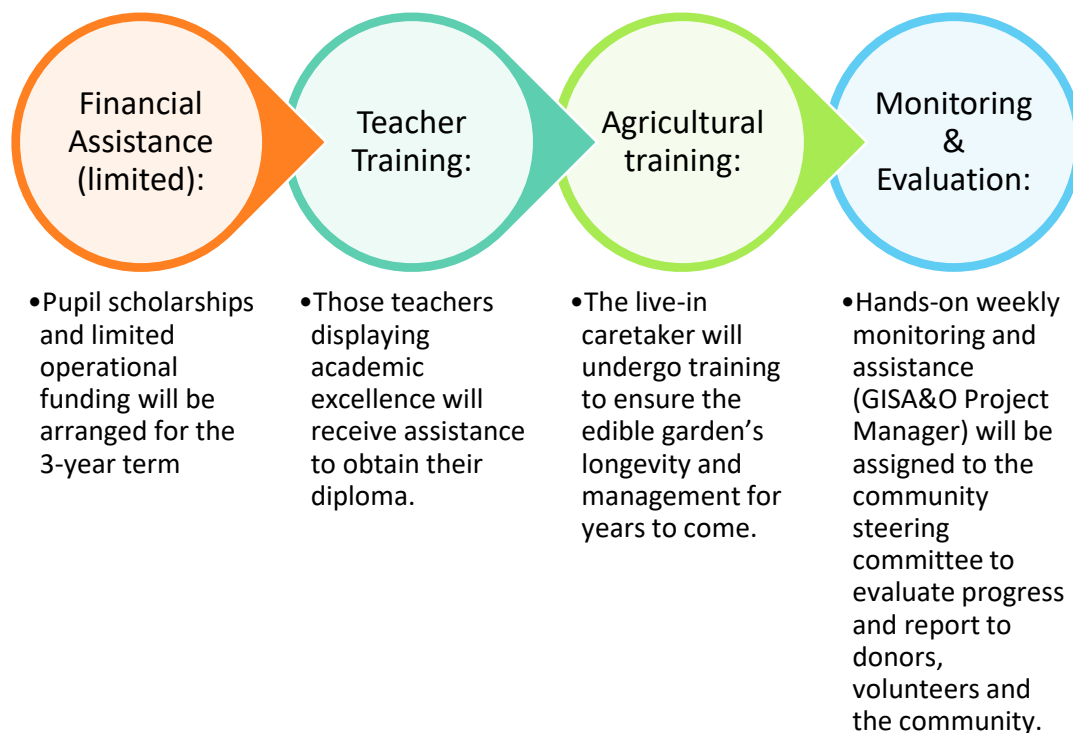 Financial
Assistance
(limited):
•Pupil scholarships
and limited
operational
funding will be
arranged for the
3-year term
Teacher
Training:
•Those teachers
displaying
academic
excellence will
receive assistance
to obtain their
diploma.
Agricultural
training:
•The live-in
caretaker will
undergo training
to ensure the
edible garden’s
longevity and
management for
years to come.
Monitoring
&
Evaluation:
•Hands-on weekly
monitoring and
assistance
(GISA&O Project
Manager) will be
assigned to the
community
steering
committee to
evaluate progress
and report to
donors,
volunteers and
the community.